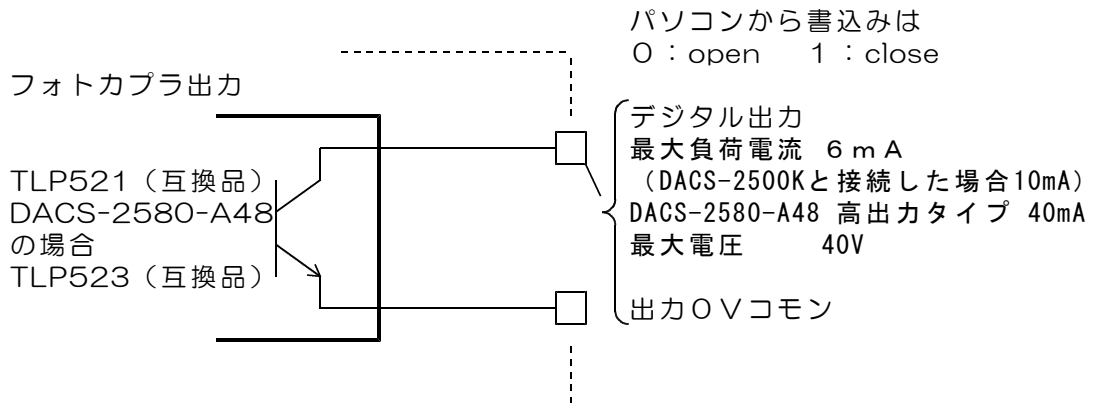 パソコンから書込みは
０：open　１：close
フォトカプラ出力
デジタル出力
最大負荷電流 ６ｍＡ
（DACS-2500Kと接続した場合10mA）
TLP521（互換品）
DACS-2580-A48
の場合
TLP523（互換品）
DACS-2580-A48 高出力タイプ 40mA
最大電圧　　40V
出力０Ｖコモン